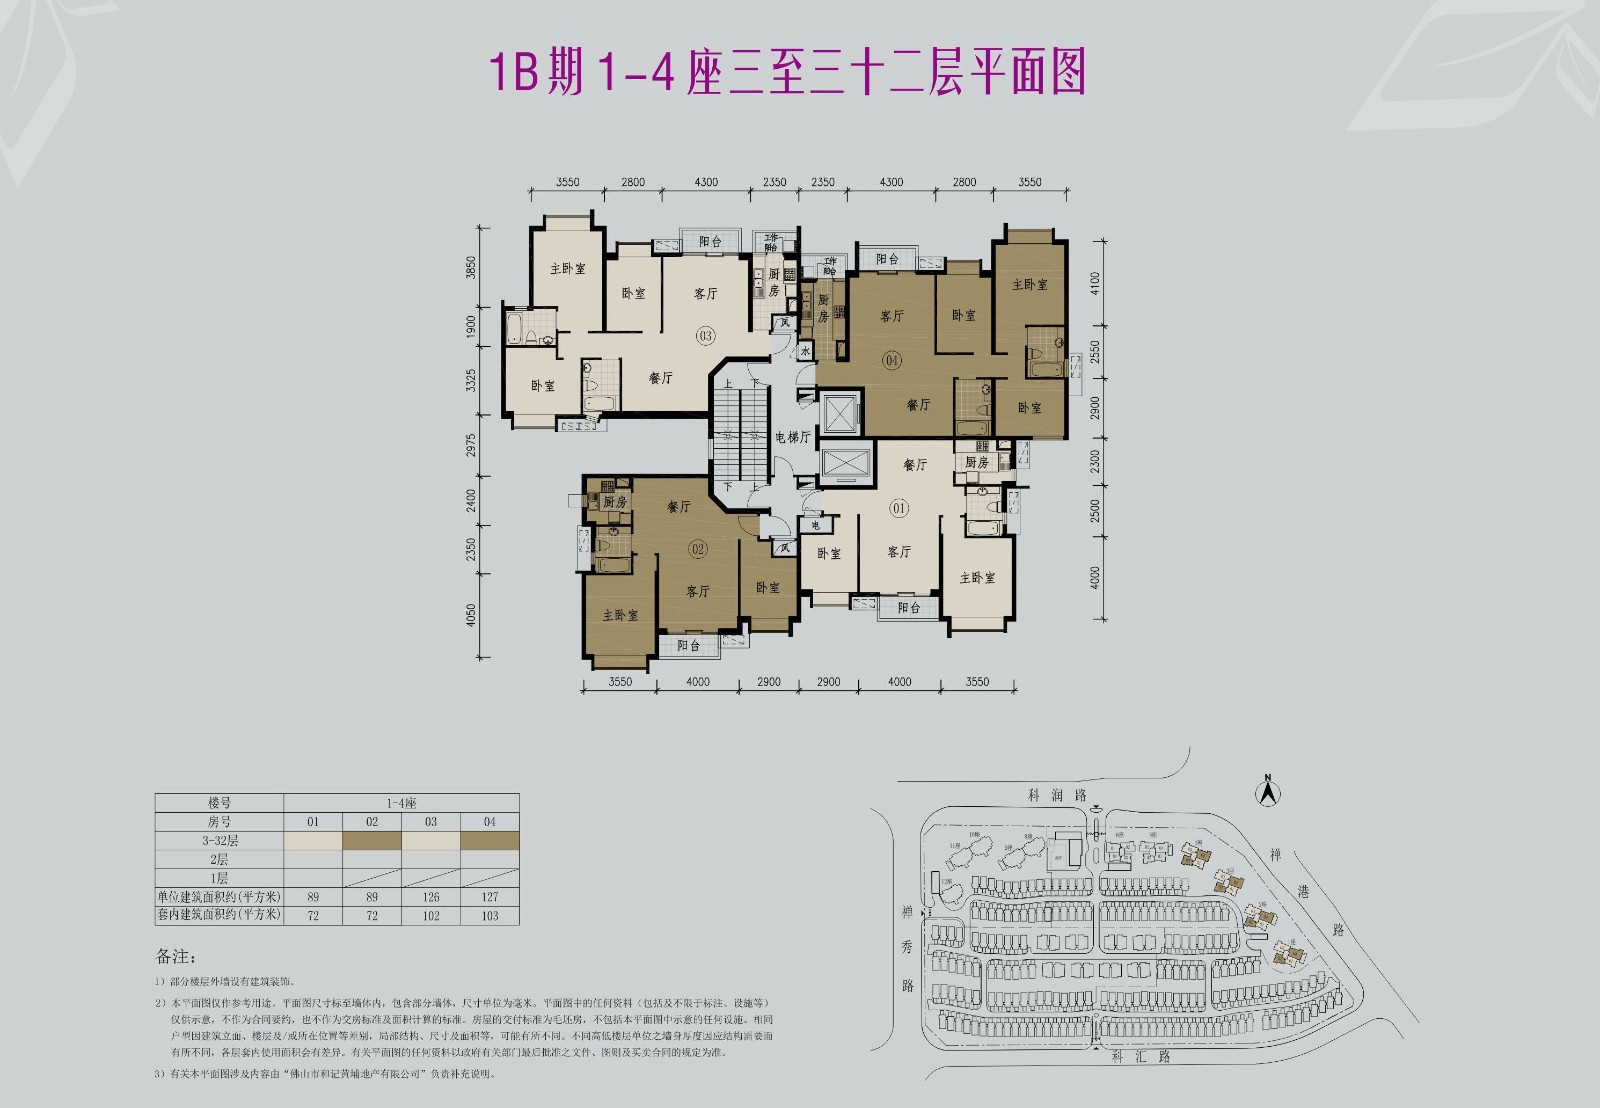 1B期1-4座三至三十二层平面图
3550 2800 4300 2350 2350 4300 2800 3550
3850
1900
3325
2975
2400
2350
4050
4100
2550
2900
2300
2500
4000
主卧室 卧室 客厅 阳台 工作阳台 厨房
03
卧室 餐厅
风 水
阳台 工作阳台 厨房 客厅 卧室 主卧室
04
餐厅 卧室
上 下
电梯厅
下 上
厨房 餐厅
02
客厅 卧室 主卧室 阳台
风 电
餐厅 厨房
01
卧室 客厅 主卧室 阳台
3550 4000 2900 2900 4000 3550
楼号 1-4座
房号 01 02 03 04
3-32层
2层
1层
单位建筑面积约(平方米) 89 89 126 127
套内建筑面积约(平方米) 72 72 102 103
备注：
1）部分楼层外墙设有建筑装饰。
2）本平面图仅作参考用途。平面图尺寸标至墙体内，包含部分墙体，尺寸单位为毫米。平面图中的任何资料（包括及不限于标注、设施等）
仅供示意，不作为合同要约，也不作为交房标准及面积计算的标准。房屋的交付标准为毛坯房，不包括本平面图中示意的任何设施。相同
户型因建筑立面、楼层及/或所在位置等差别，局部结构、尺寸及面积等，可能有所不同。不同高低楼层单位之墙身厚度因应结构需要而
有所不同，各层套内使用面积会有差异。有关平面图的任何资料以政府有关部门最后批准之文件、图则及买卖合同的规定为准。
3）有关本平面图涉及内容由“佛山市和记黄埔地产有限公司”负责补充说明。
N
科润路
禅港路
禅秀路
科汇路